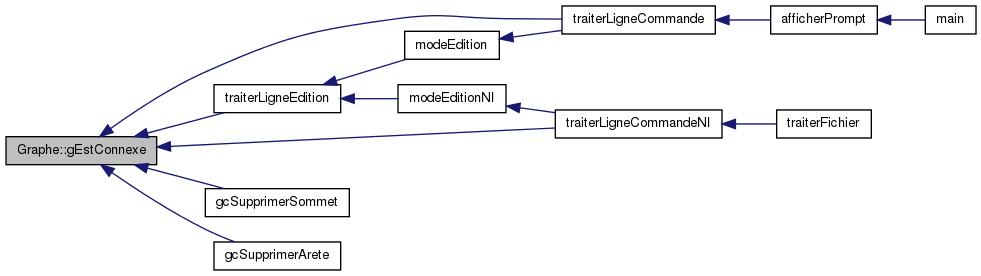 traiterLigneCommande
afficherPrompt
main
modeEdition
traiterLigneEdition
modeEditionNI
traiterLigneCommandeNI
traiterFichier
Graphe::gEstConnexe
gcSupprimerSommet
gcSupprimerArete